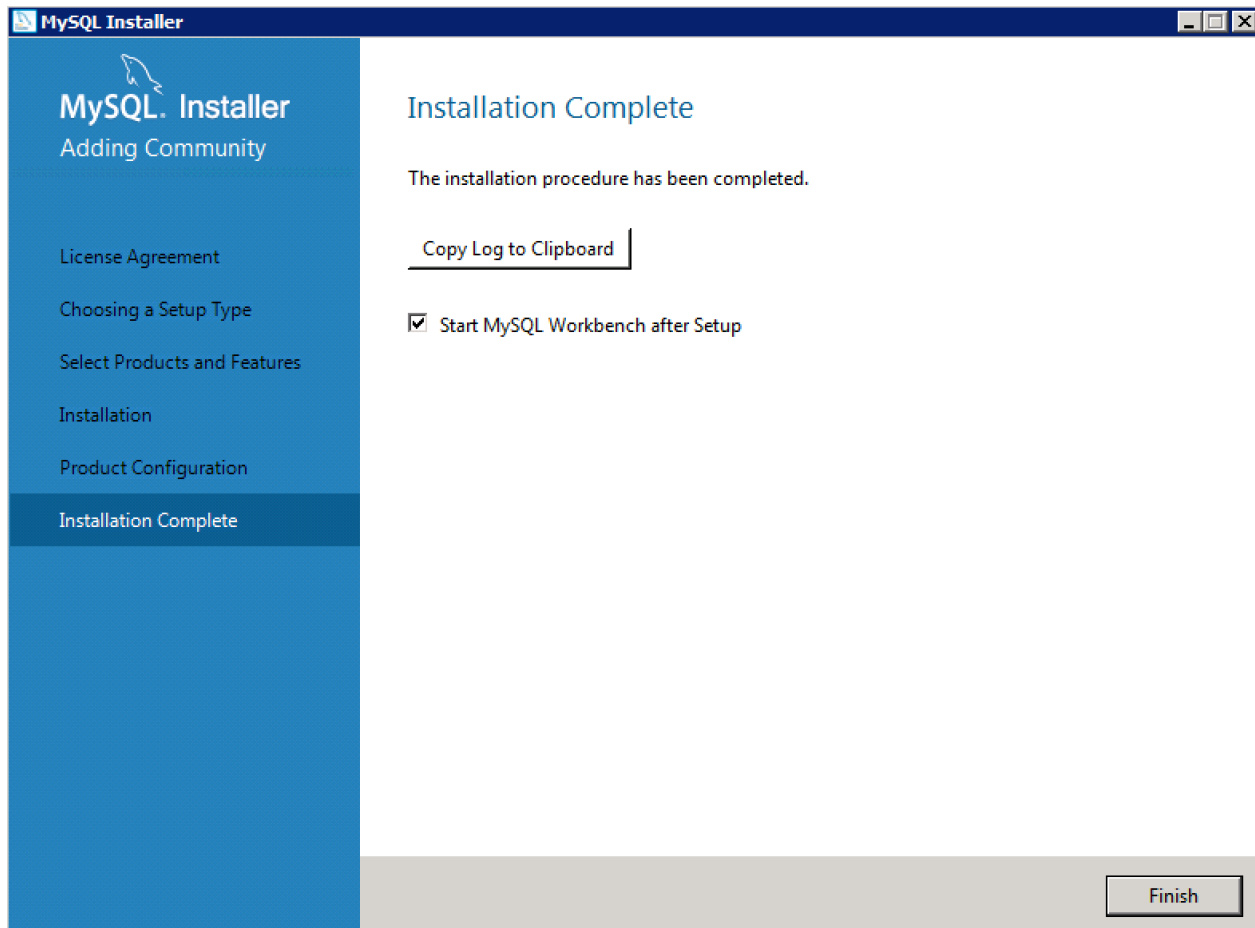 MySQL Installer
MySQL. Installer
Adding Community
License Agreement
Choosing a Setup Type
Select Products and Features
Installation
Product Configuration
Installation Complete
Installation Complete
The installation procedure has been completed.
Copy Log to Clipboard
Start MySQL Workbench after Setup
Finish